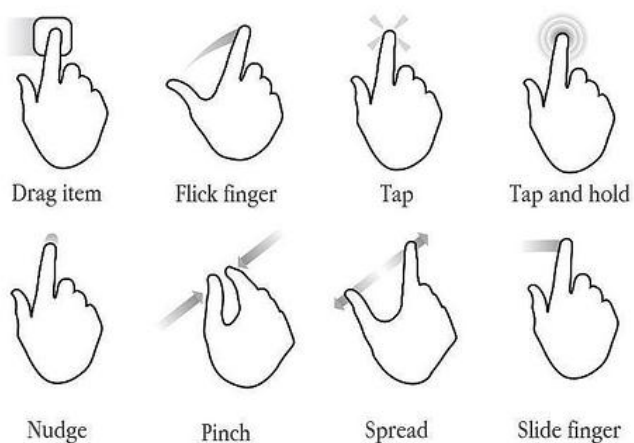 Drag item
Flick finger
Tap
Tap and hold
Nudge
Pinch
Spread
Slide finger